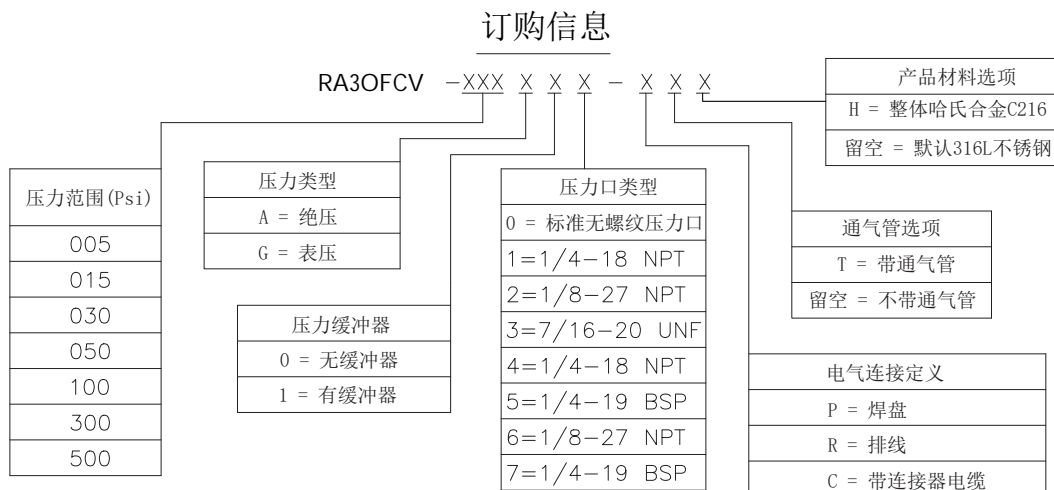 订购信息
RA30FCV -XXX X X X - X X X
产品材料选项
H = 整体哈氏合金C216
留空 = 默认316L不锈钢
压力范围(Psi)
005
015
030
050
100
300
500
压力类型
A = 绝压
G = 表压
压力缓冲器
0 = 无缓冲器
1 = 有缓冲器
压力口类型
0 = 标准无螺纹压力口
1=1/4-18 NPT
2=1/8-27 NPT
3=7/16-20 UNF
4=1/4-18 NPT
5=1/4-19 BSP
6=1/8-27 NPT
7=1/4-19 BSP
通气管选项
T = 带通气管
留空 = 不带通气管
电气连接定义
P = 焊盘
R = 排线
C = 带连接器电缆